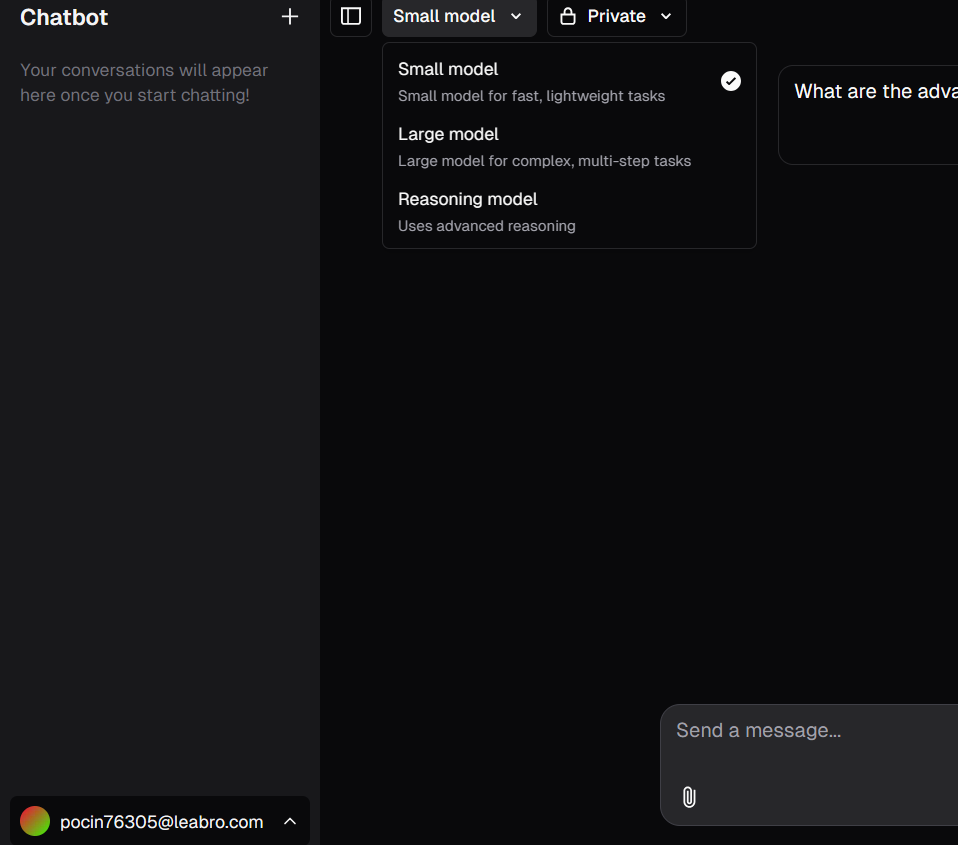 Chatbot
Your conversations will appear
here once you start chatting!
pocin76305@leabro.com
Small model
Private
Small model
Small model for fast, lightweight tasks
Large model
Large model for complex, multi-step tasks
Reasoning model
Uses advanced reasoning
What are the adva
Send a message...